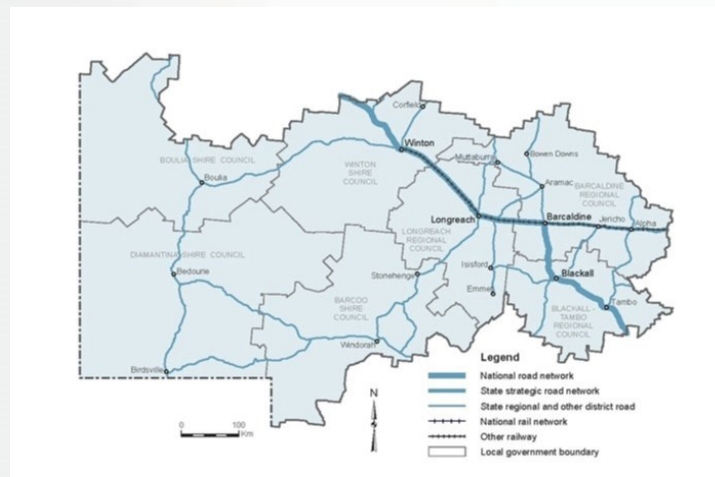 Corfield
Winton
Muttaburra
Bowen Downs
BOULIA SHIRE COUNCIL
WINTON
SHIRE
COUNCIL
Boulia
Aramac
BARCALDINE
REGIONAL
COUNCIL
Longreach
Barcaldine
Jericho
Alpha
LONGREACH
REGIONAL
COUNCIL
DIAMANTINA SHIRE COUNCIL
Bedourie
Stonehenge
Isisford
Blackall
Emmet
BARCOO
SHIRE
COUNCIL
Tambo
BLACKALL -
TAMBO
REGIONAL
COUNCIL
Windorah
Birdsville
Legend
National road network
State strategic road network
State regional and other district road
National rail network
Other railway
Local government boundary
N
0 100
Km